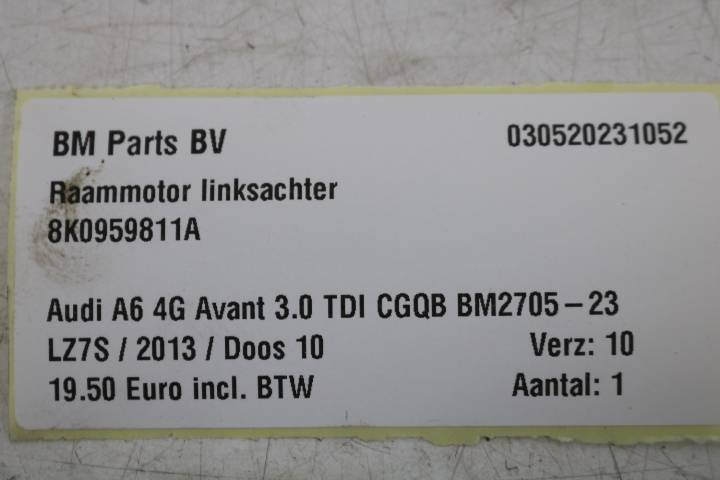 BM Parts BV 030520231052
Raammotor linksachter
8K0959811A
Audi A6 4G Avant 3.0 TDI CGQB BM2705-23
LZ7S / 2013 / Doos 10 Verz: 10
19.50 Euro incl. BTW Aantal: 1